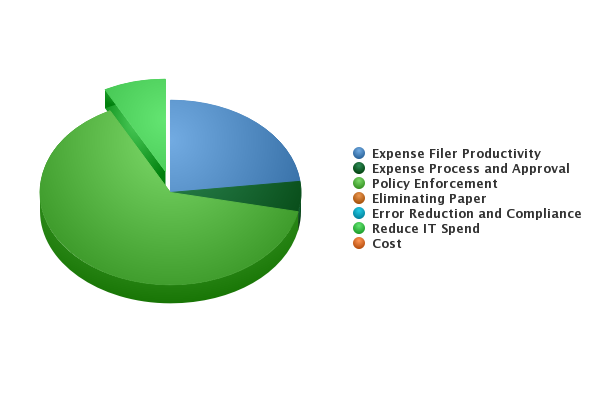 Expense Filer Productivity
Expense Process and Approval
Policy Enforcement
Eliminating Paper
Error Reduction and Compliance
Reduce IT Spend
Cost